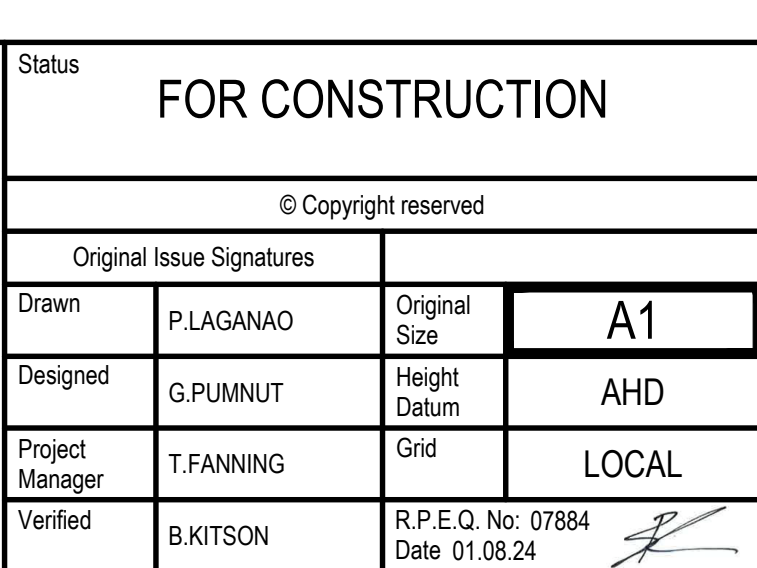 Status
FOR CONSTRUCTION
© Copyright reserved
Original Issue Signatures
Drawn
P.LAGANAO
Original
Size
A1
Designed
G.PUMNUT
Height
Datum
AHD
Project
Manager
T.FANNING
Grid
LOCAL
Verified
B.KITSON
R.P.E.Q. No: 07884
Date 01.08.24